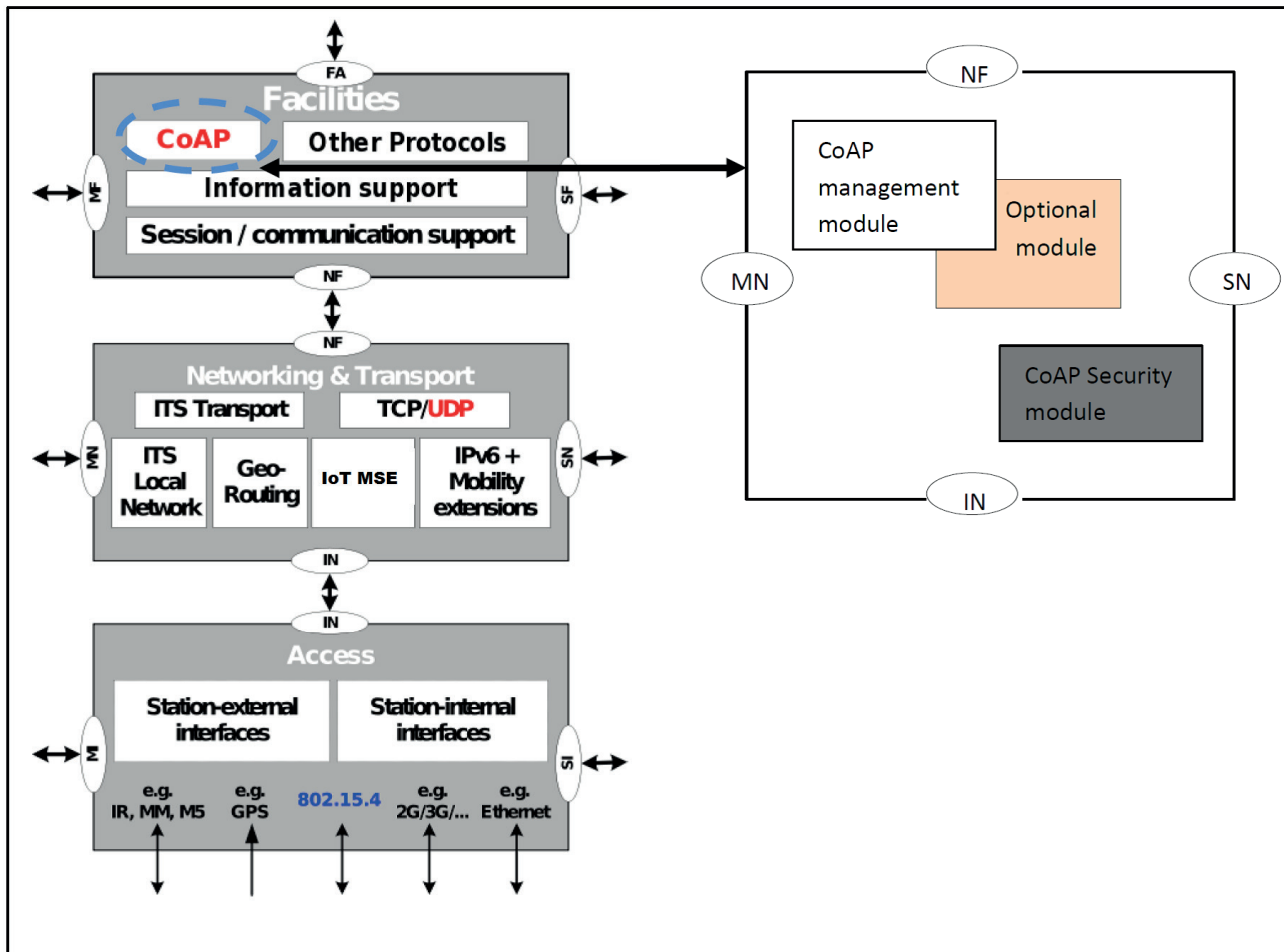 FA
Facilities
CoAP
Other Protocols
Information support
Session / communication support
MF
SF
NF
NF
Networking & Transport
ITS Transport
TCP/UDP
ITS
Local
Network
Geo-
Routing
IoT MSE
IPv6 +
Mobility
extensions
MN
SN
IN
IN
Access
Station-external
interfaces
Station-internal
interfaces
MI
SI
e.g.
IR, MM, M5
e.g.
GPS
802.15.4
e.g.
2G/3G/...
e.g.
Ethernet
NF
CoAP
management
module
Optional
module
MN
SN
CoAP Security
module
IN